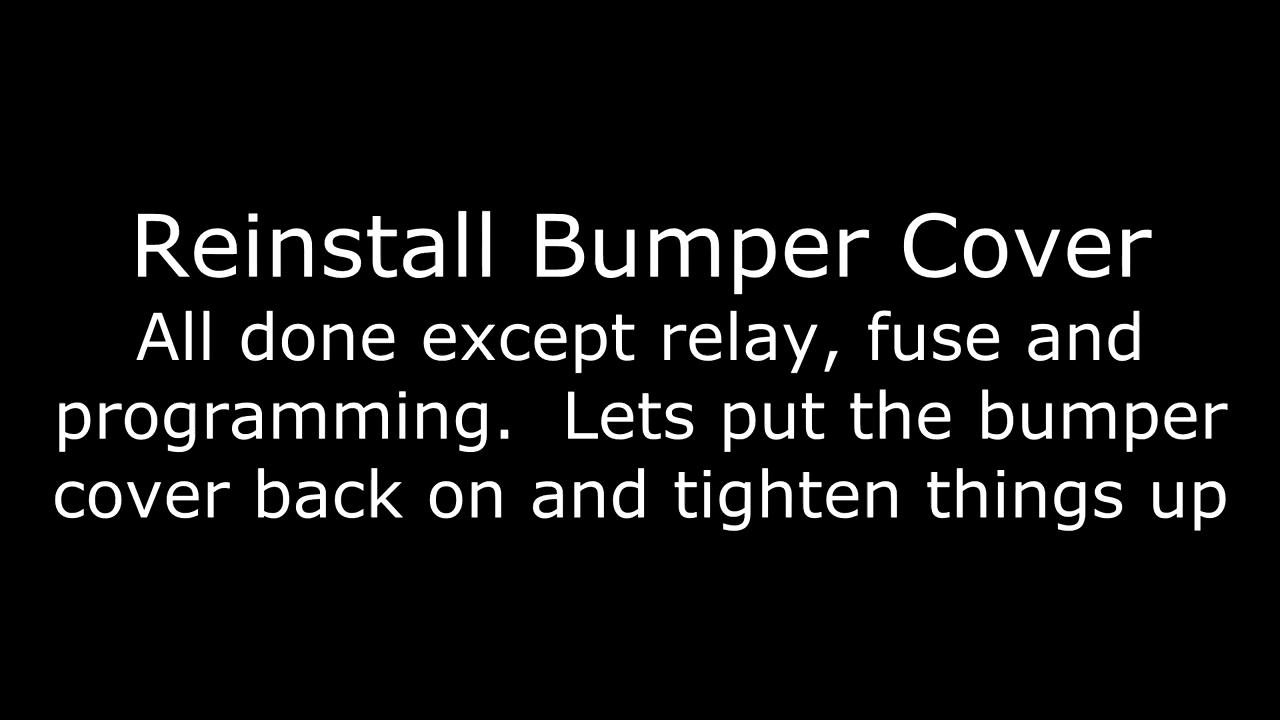 Reinstall Bumper Cover
All done except relay, fuse and
programming.  Lets put the bumper
cover back on and tighten things up